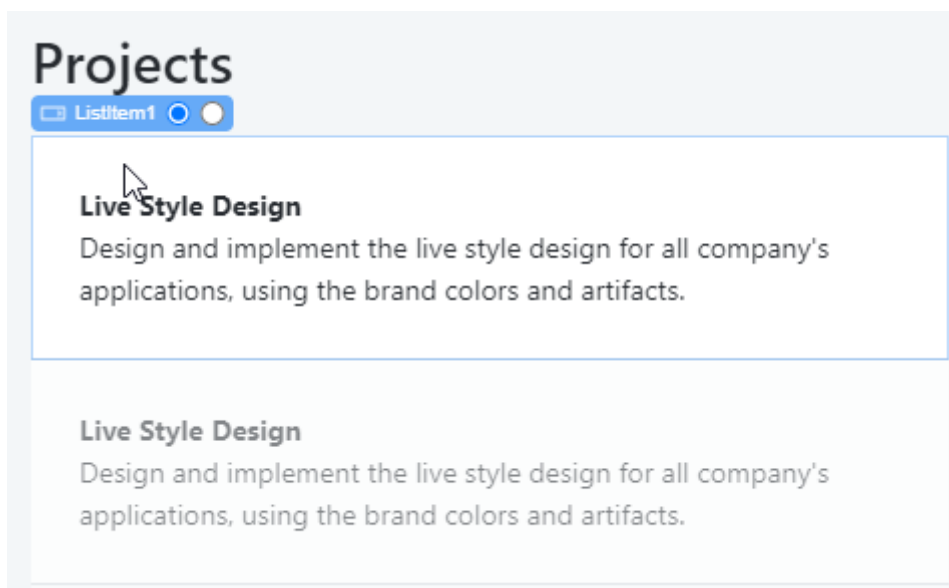 Projects
ListItem1
Live Style Design
Design and implement the live style design for all company's
applications, using the brand colors and artifacts.
Live Style Design
Design and implement the live style design for all company's
applications, using the brand colors and artifacts.